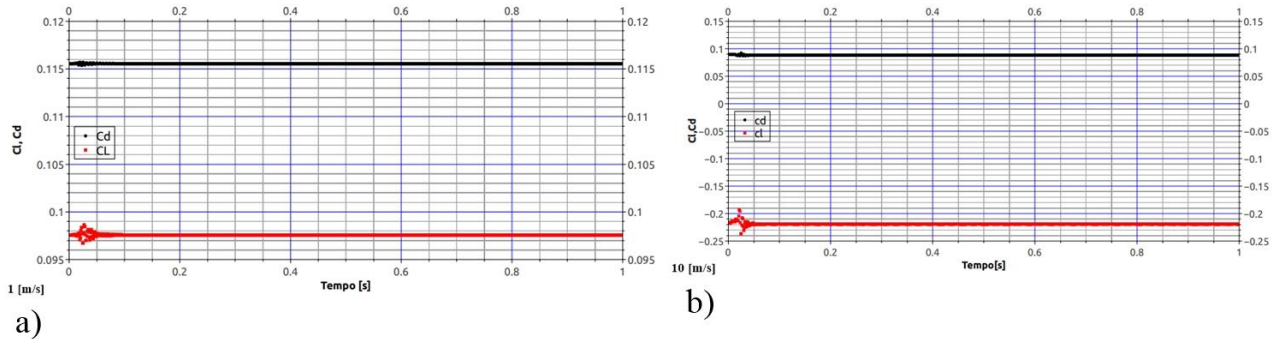 0 0.2 0.4 0.6 0.8 1
0.12 0.12
0.115 0.115
0.11 0.11
0.105 0.105
0.1 0.1
0.095 0.095
Cl, Cd
Cd
CL
0 0.2 0.4 0.6 0.8 1
Tempo [s]
1 [m/s]
a)
0 0.2 0.4 0.6 0.8 1
0.15 0.15
0.1 0.1
0.05 0.05
0 0
−0.05 −0.05
−0.1 −0.1
−0.15 −0.15
−0.2 −0.2
−0.25 −0.25
Cl,Cd
cd
cl
0 0.2 0.4 0.6 0.8 1
Tempo[s]
10 [m/s]
b)